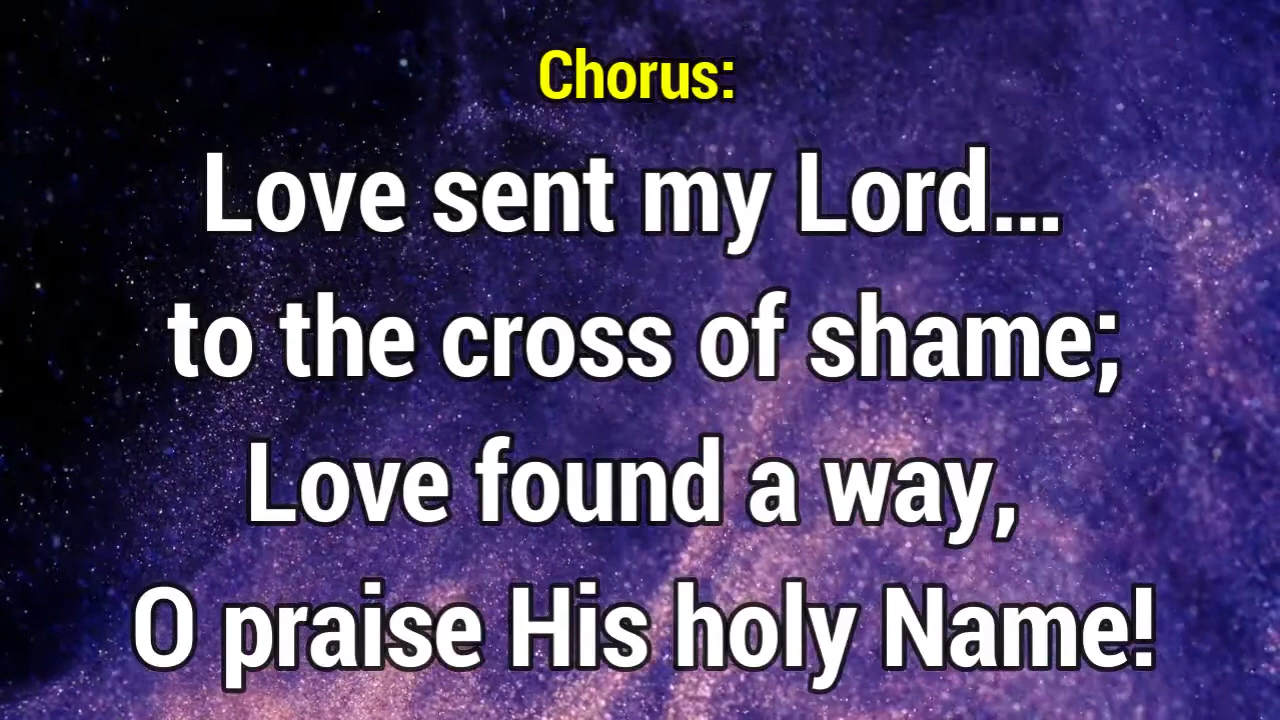 Chorus:
Love sent my Lord...
to the cross of shame;
Love found a way,
O praise His holy Name!